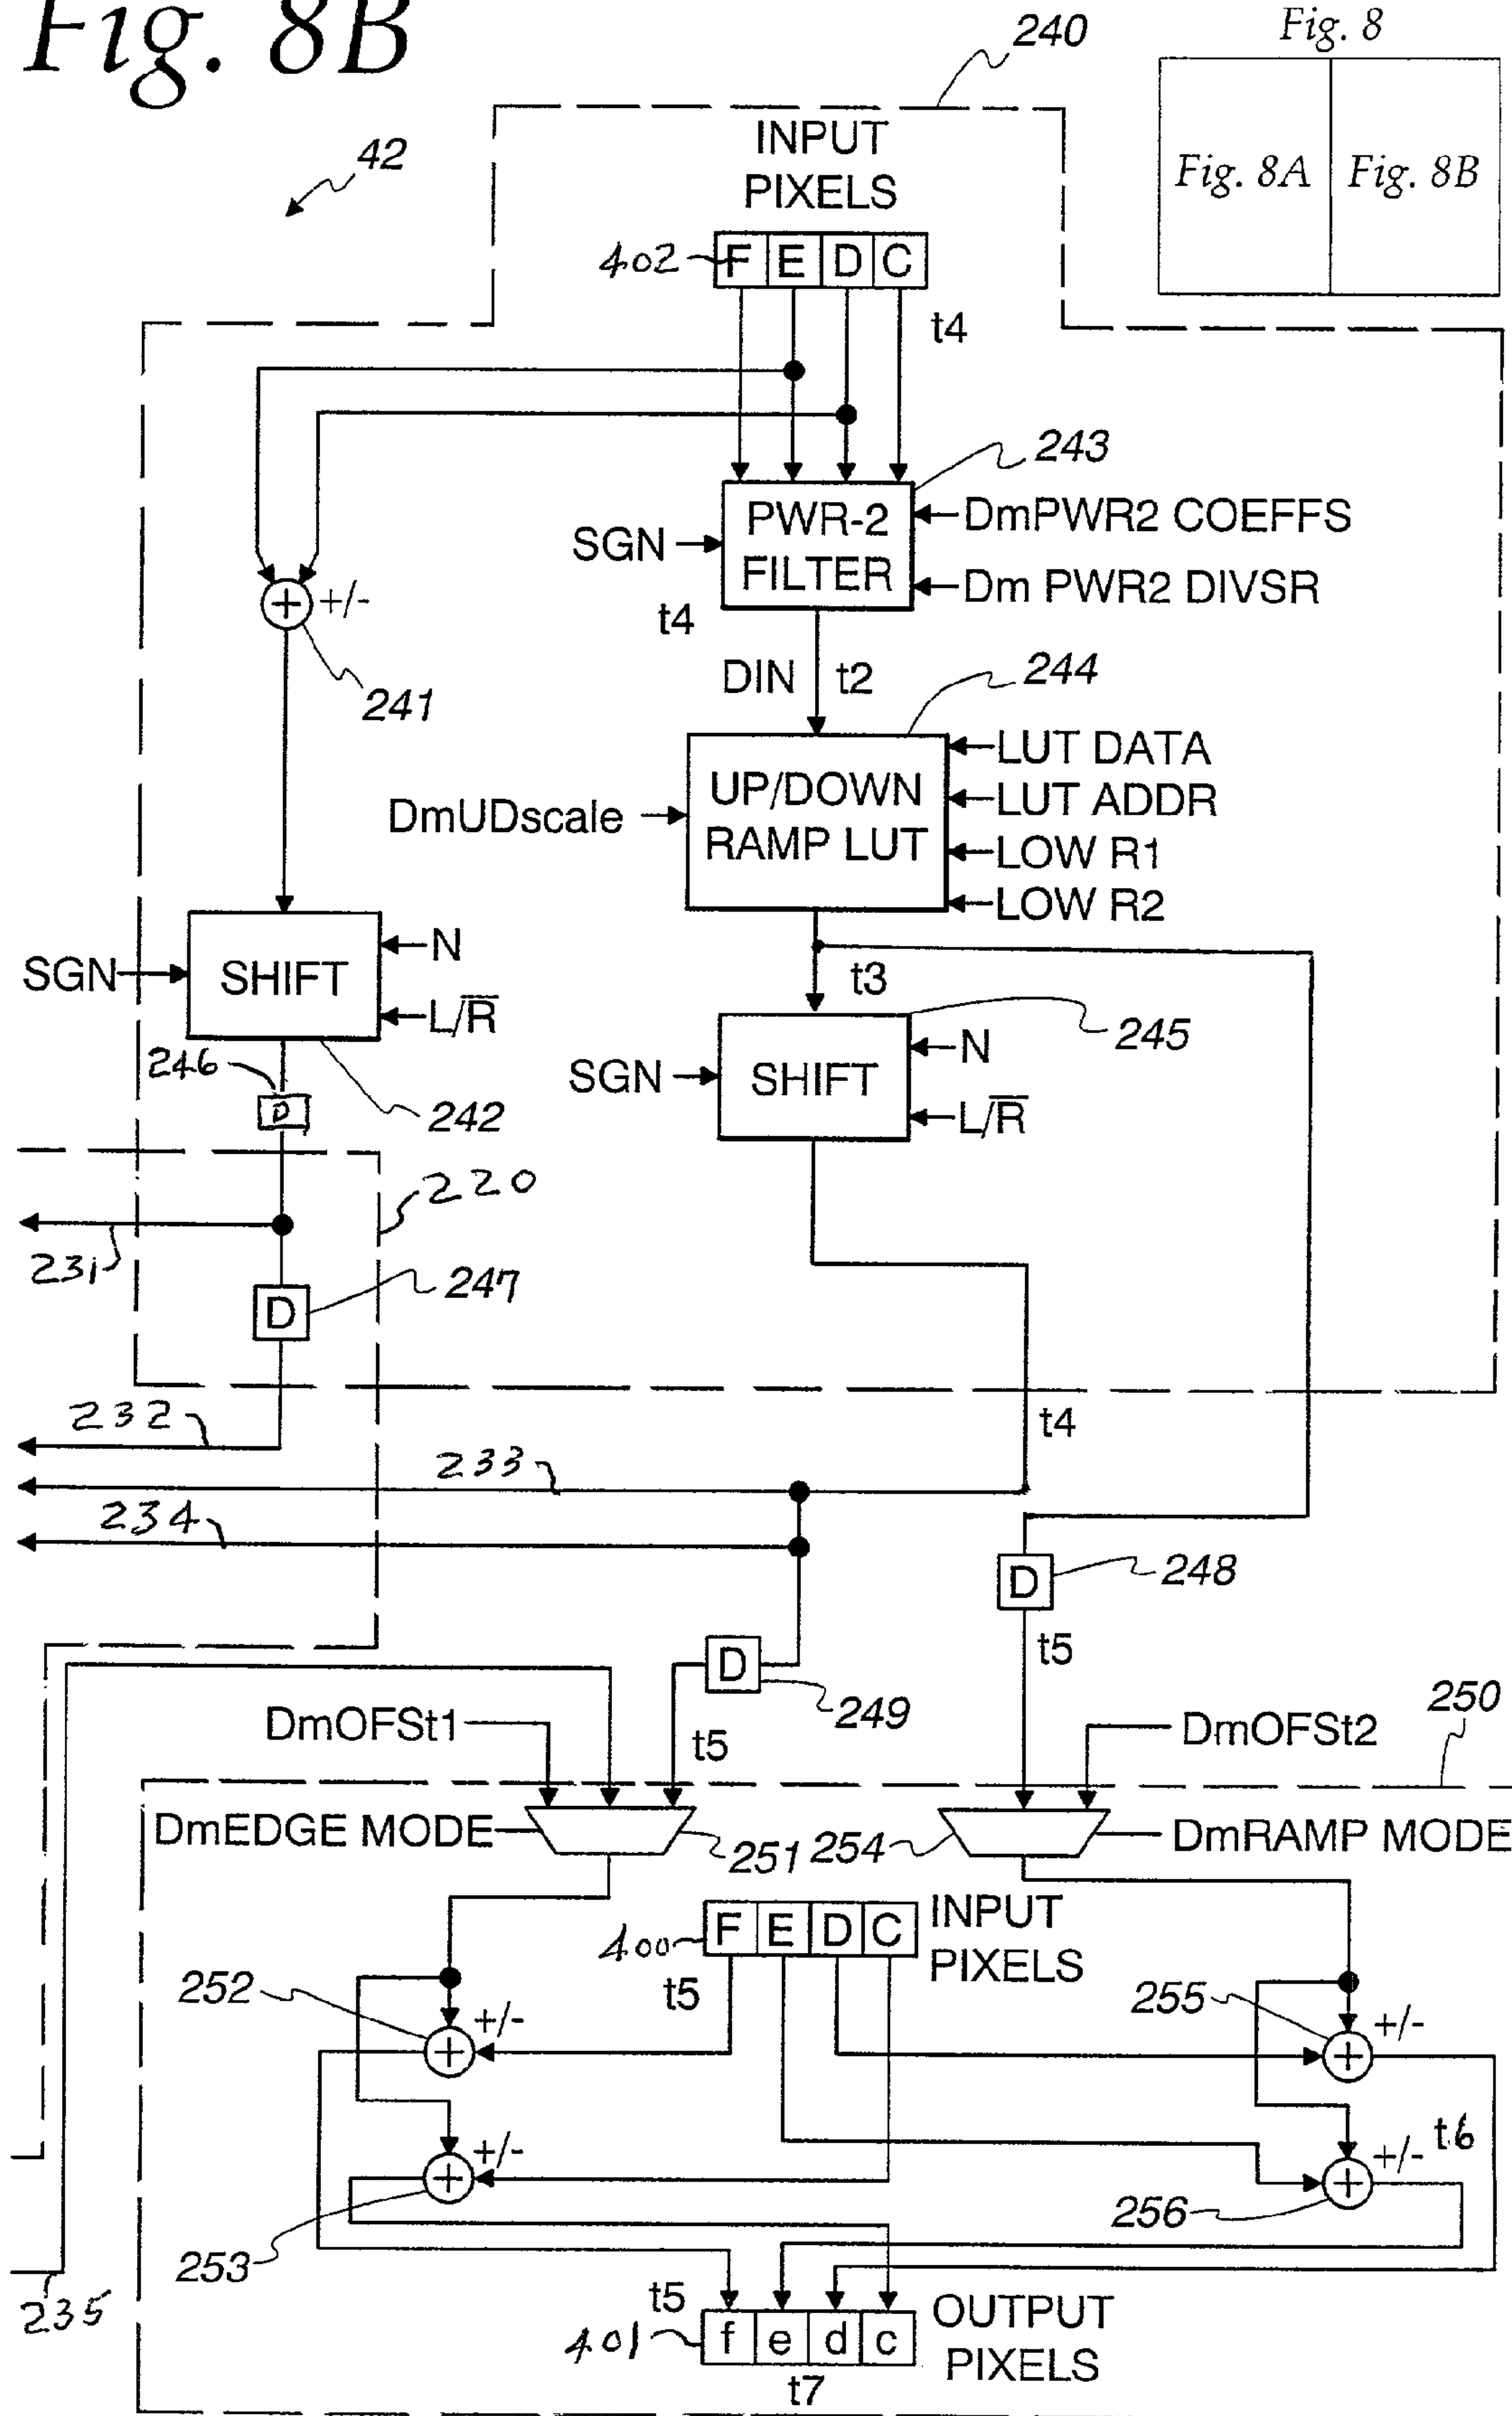 Fig. 8B
240
Fig. 8
Fig. 8A
Fig. 8B
42
INPUT
PIXELS
402
F E D C
t4
243
PWR-2
FILTER
SGN
DmPWR2 COEFFS
Dm PWR2 DIVSR
t4
+
+/-
241
DIN
t2
244
UP/DOWN
RAMP LUT
DmUDscale
LUT DATA
LUT ADDR
LOW R1
LOW R2
SGN
SHIFT
N
L/R̅
t3
245
246
D
242
SGN
SHIFT
N
L/R̅
220
231
247
D
232
t4
233
234
D
248
D
249
t5
t5
250
DmOFSt1
DmOFSt2
DmEDGE MODE
251
254
DmRAMP MODE
400
F E D C
INPUT
PIXELS
t5
252
+/-
+
255
+/-
+
+/-
+
253
+/-
+
t6
256
235
t5
401
f e d c
OUTPUT
PIXELS
t7